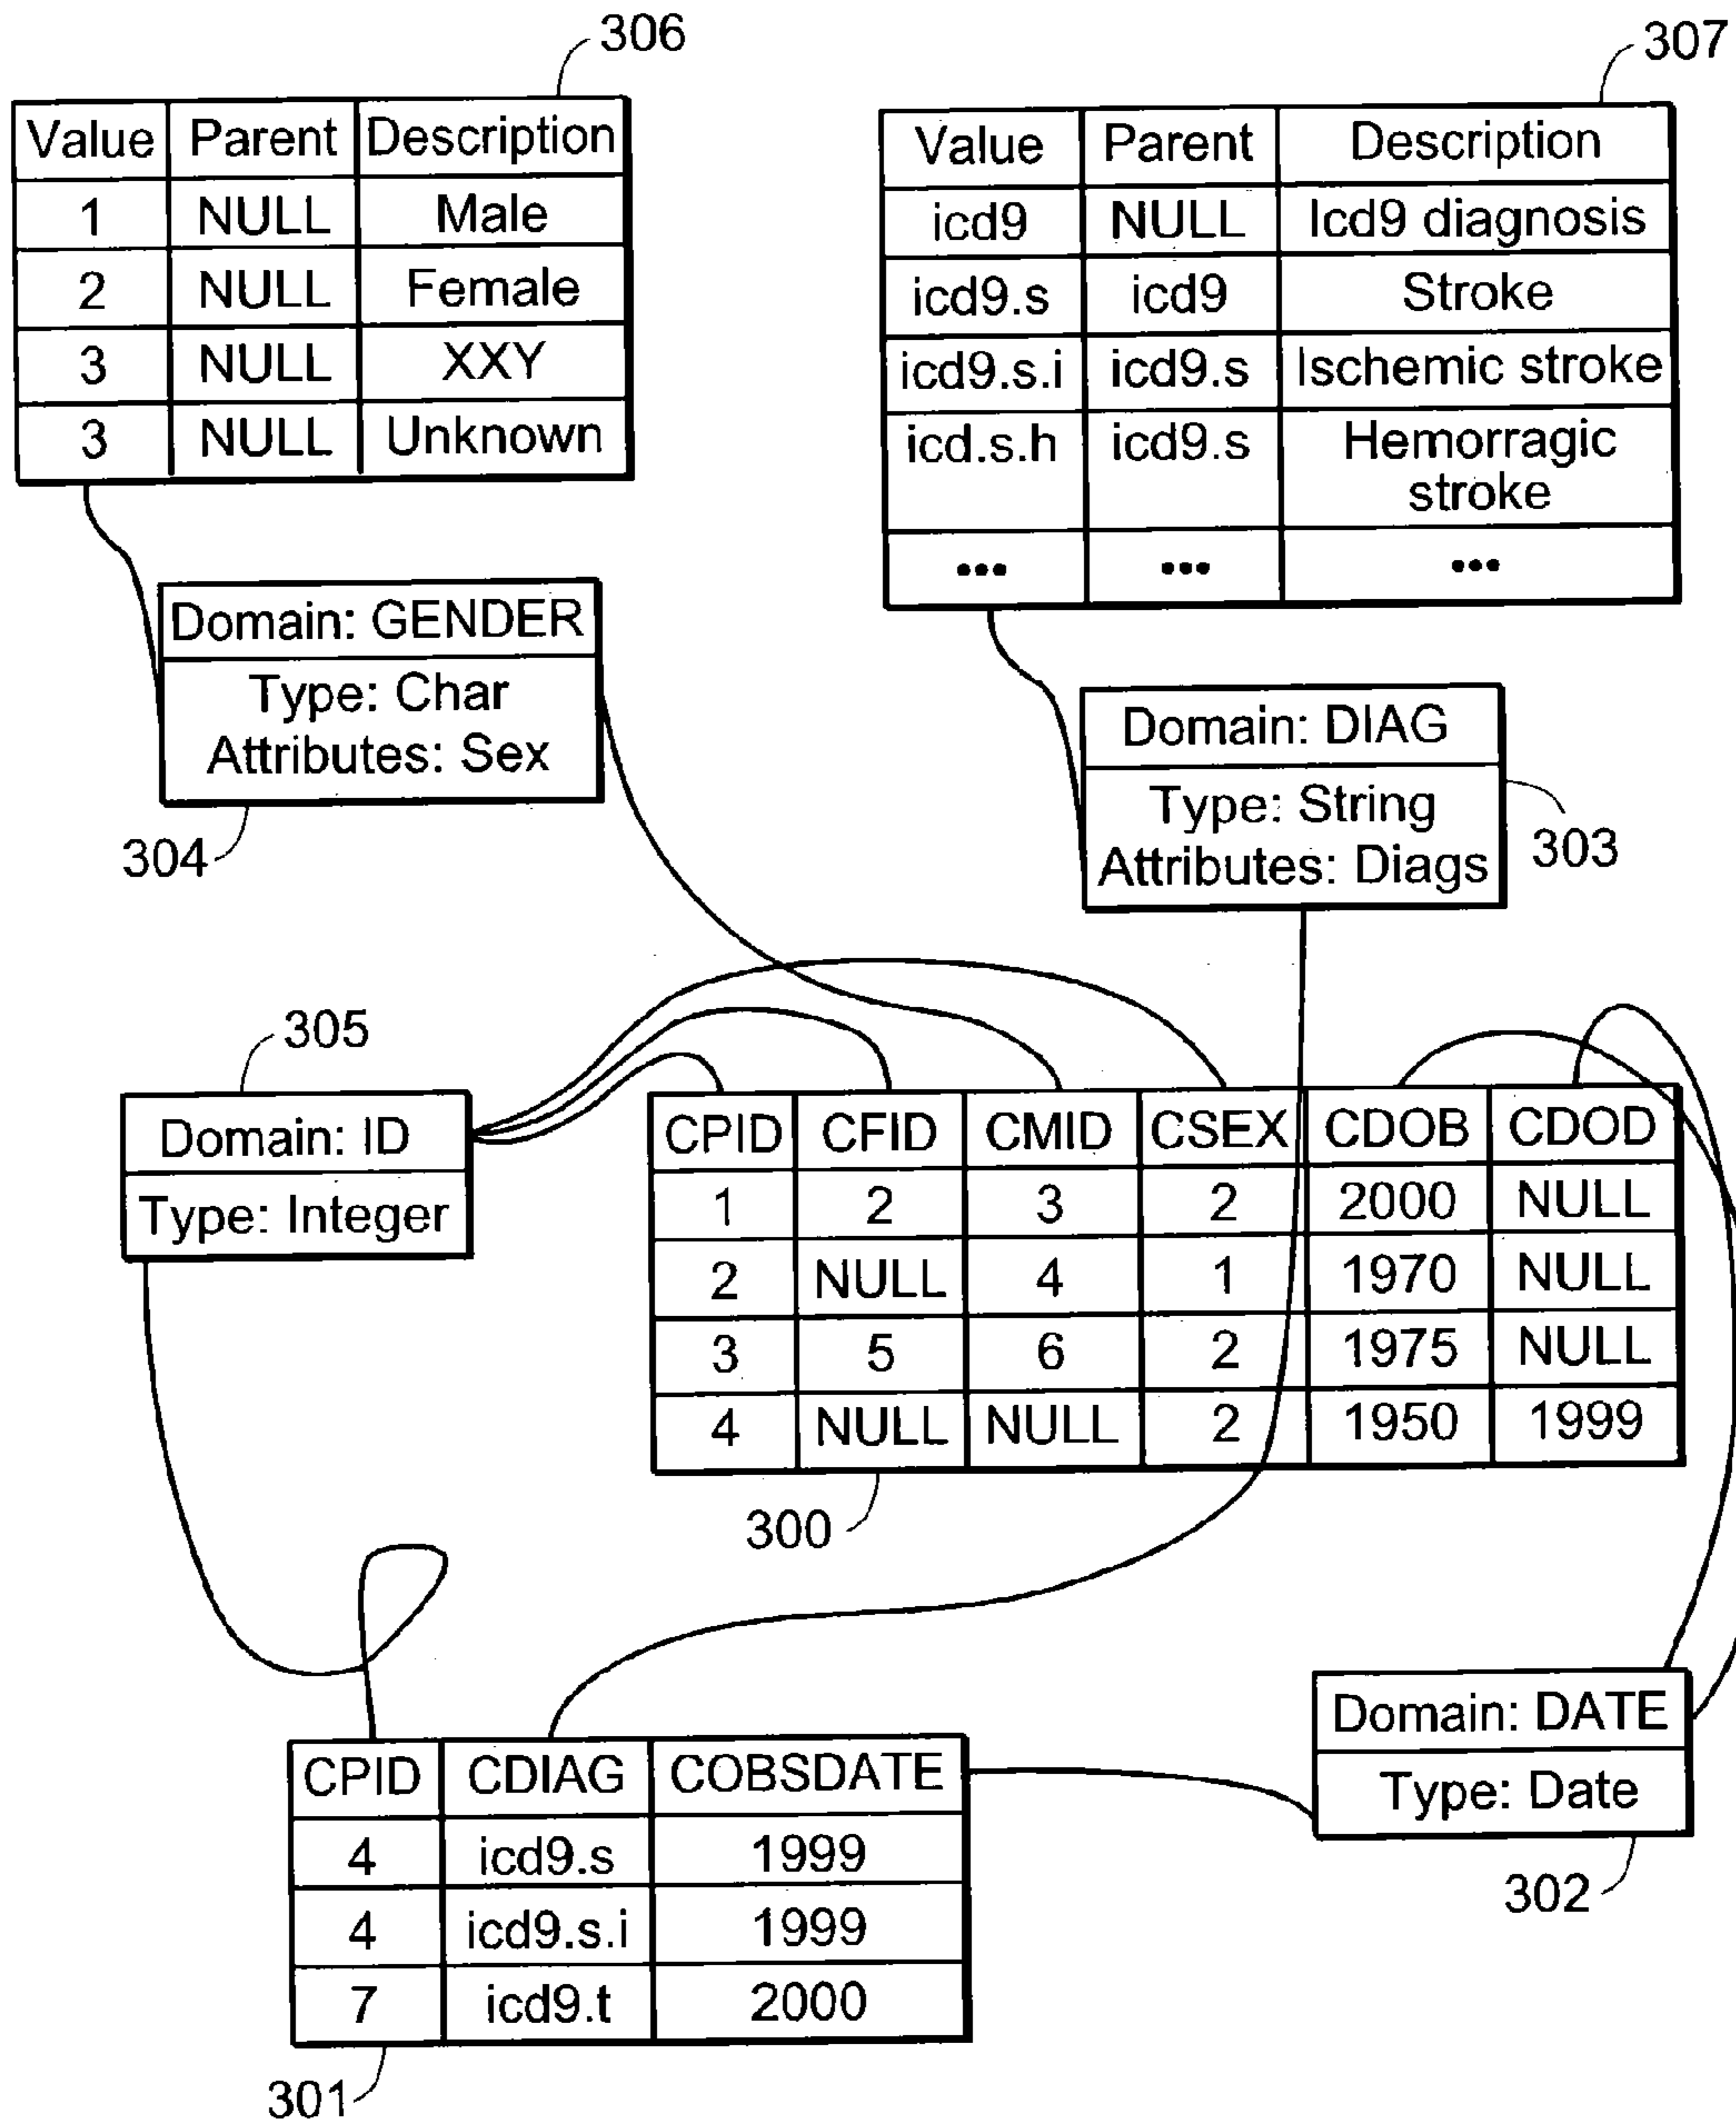 306
Value Parent Description
1 NULL Male
2 NULL Female
3 NULL XXY
3 NULL Unknown
307
Value Parent Description
icd9 NULL Icd9 diagnosis
icd9.s icd9 Stroke
icd9.s.i icd9.s Ischemic stroke
icd.s.h icd9.s Hemorragic
stroke
... ... ...
Domain: GENDER
Type: Char
Attributes: Sex
304
Domain: DIAG
Type: String
Attributes: Diags
303
305
Domain: ID
Type: Integer
CPID CFID CMID CSEX CDOB CDOD
1 2 3 2 2000 NULL
2 NULL 4 1 1970 NULL
3 5 6 2 1975 NULL
4 NULL NULL 2 1950 1999
300
Domain: DATE
Type: Date
302
CPID CDIAG COBSDATE
4 icd9.s 1999
4 icd9.s.i 1999
7 icd9.t 2000
301